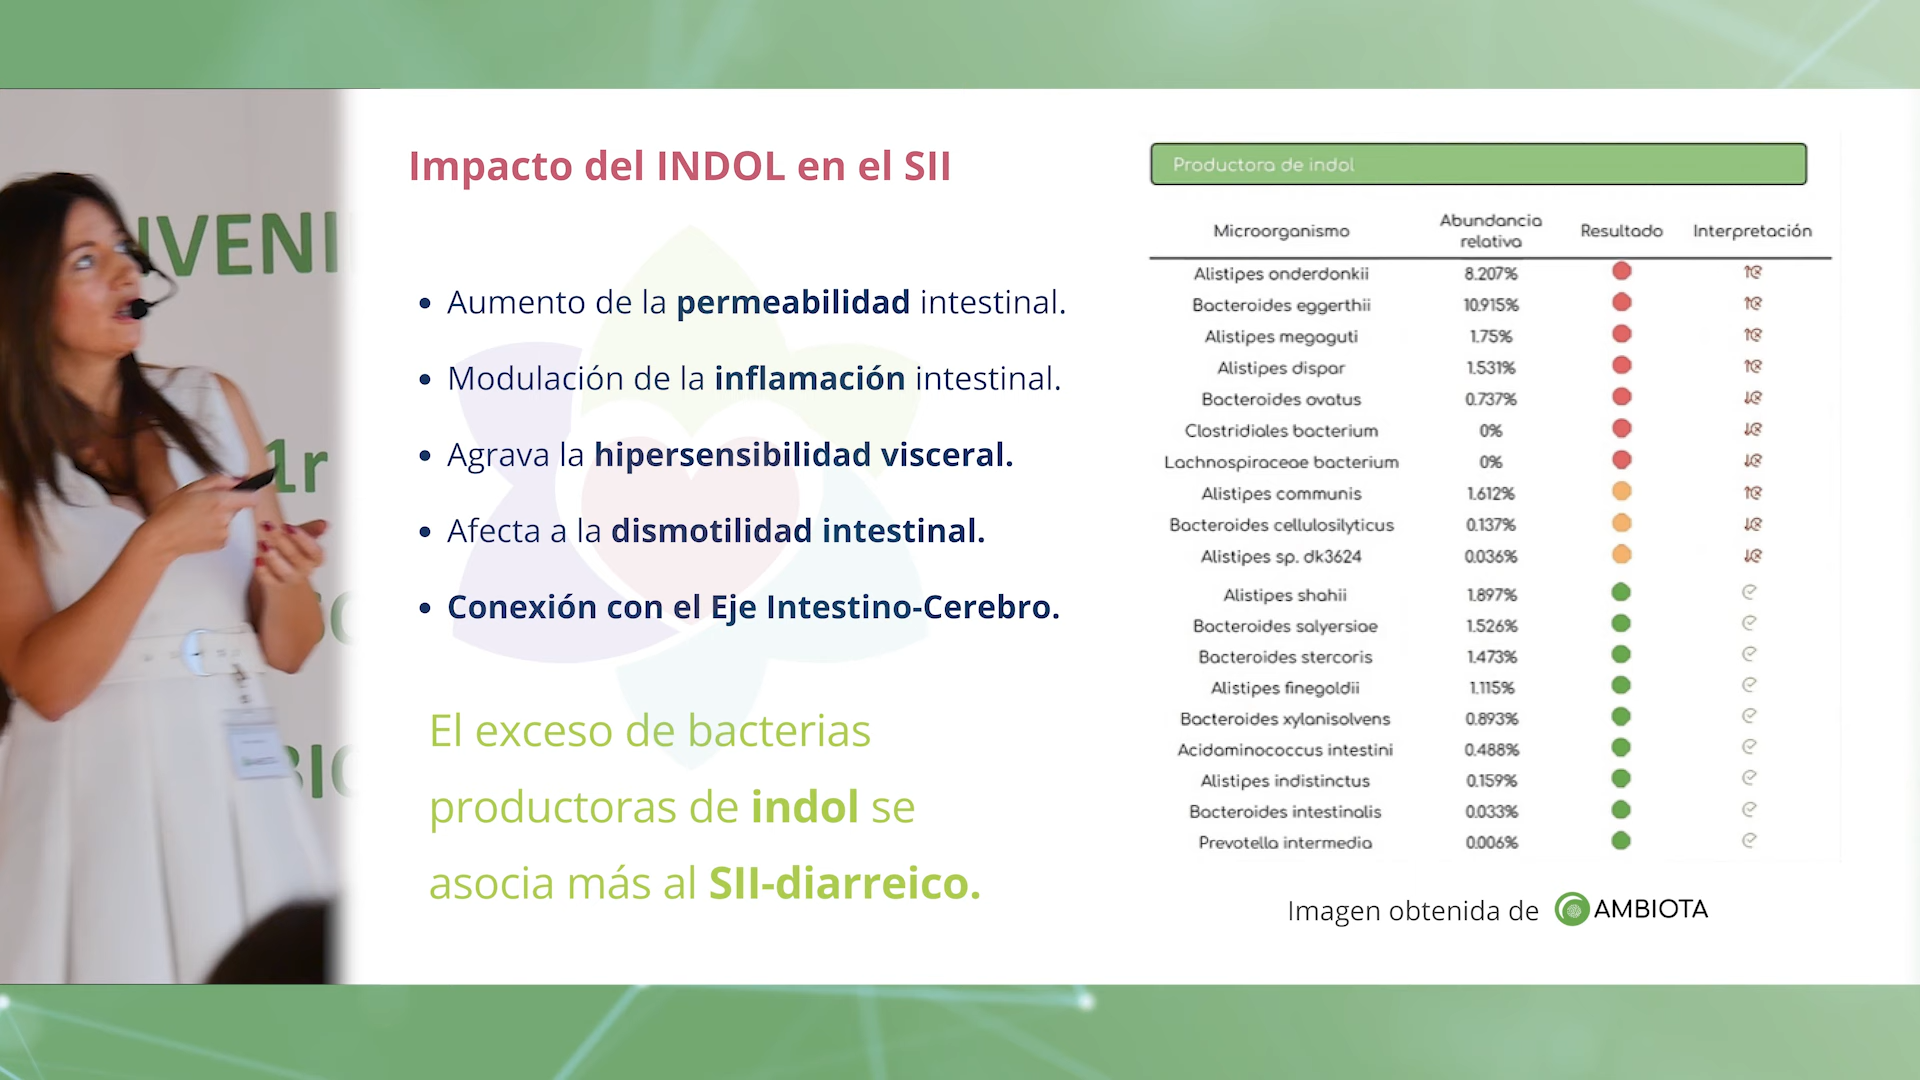 Impacto del INDOL en el SII
• Aumento de la permeabilidad intestinal.
• Modulación de la inflamación intestinal.
• Agrava la hipersensibilidad visceral.
• Afecta a la dismotilidad intestinal.
• Conexión con el Eje Intestino-Cerebro.
El exceso de bacterias
productoras de indol se
asocia más al SII-diarreico.
Productora de indol
Microorganismo Abundancia relativa Resultado Interpretación
Alistipes onderdonkii 8.207%
Bacteroides eggerthii 10.915%
Alistipes megaguti 1.75%
Alistipes dispar 1.531%
Bacteroides ovatus 0.737%
Clostridiales bacterium 0%
Lachnospiraceae bacterium 0%
Alistipes communis 1.612%
Bacteroides cellulosilyticus 0.137%
Alistipes sp. dk3624 0.036%
Alistipes shahii 1.897%
Bacteroides salyersiae 1.526%
Bacteroides stercoris 1.473%
Alistipes finegoldii 1.115%
Bacteroides xylanisolvens 0.893%
Acidaminococcus intestini 0.488%
Alistipes indistinctus 0.159%
Bacteroides intestinalis 0.033%
Prevotella intermedia 0.006%
Imagen obtenida de AMBIOTA
1r